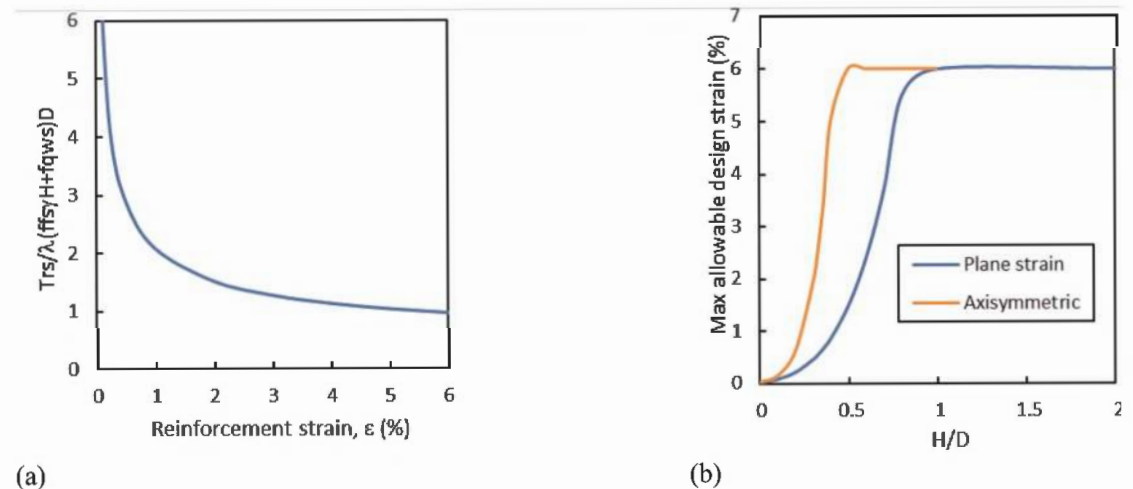 6
5
4
3
2
1
0
Trs/λ(ffsγH+fqws)D
0 1 2 3 4 5 6
Reinforcement strain, ε (%)
(a)
7
6
5
4
3
2
1
0
Max allowable design strain (%)
Plane strain
Axisymmetric
0 0.5 1 1.5 2
H/D
(b)